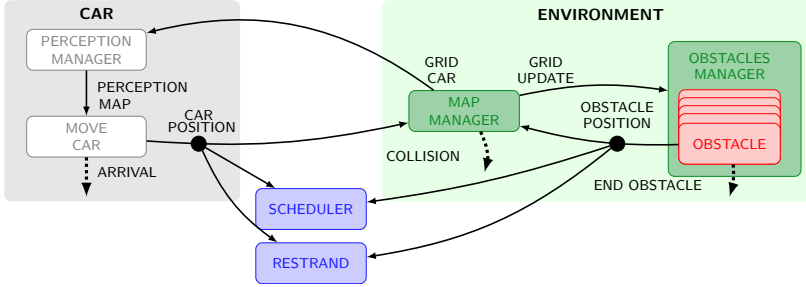 CAR
ENVIRONMENT
PERCEPTION
MANAGER
GRID
CAR
GRID
UPDATE
OBSTACLES
MANAGER
PERCEPTION
MAP
MAP
MANAGER
CAR
POSITION
OBSTACLE
POSITION
MOVE
CAR
OBSTACLE
COLLISION
ARRIVAL
END OBSTACLE
SCHEDULER
RESTRAND